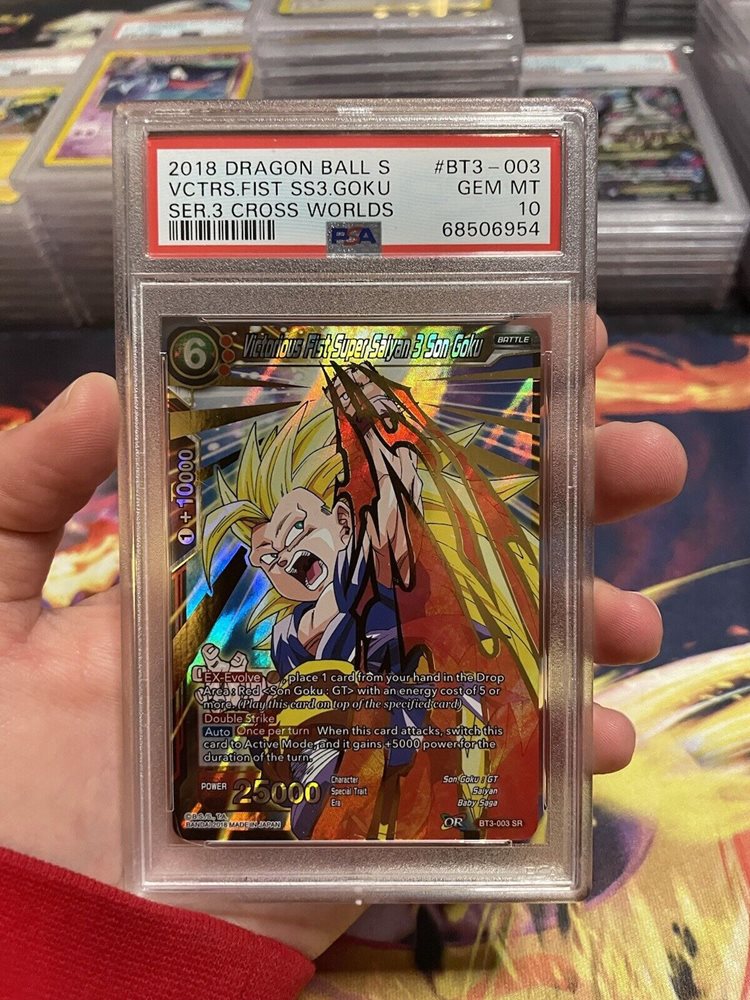 2018 DRAGON BALL S #BT3-003
VCTRS.FIST SS3.GOKU GEM MT
SER.3 CROSS WORLDS 10
PSA 68506954
6 Victorious Fist Super Saiyan 3 Son Goku BATTLE
1 +10000
EX-Evolve , place 1 card from your hand in the Drop
Area : Red <Son Goku : GT> with an energy cost of 5 or
more. (Play this card on top of the specified card)
Double Strike
Auto Once per turn When this card attacks, switch this
card to Active Mode, and it gains +5000 power for the
duration of the turn.
POWER 25000
Character Son Goku : GT
Special Trait Saiyan
Era Baby Saga
©B.S./S., T.A.
BANDAI 2018 MADE IN JAPAN
QR BT3-003 SR